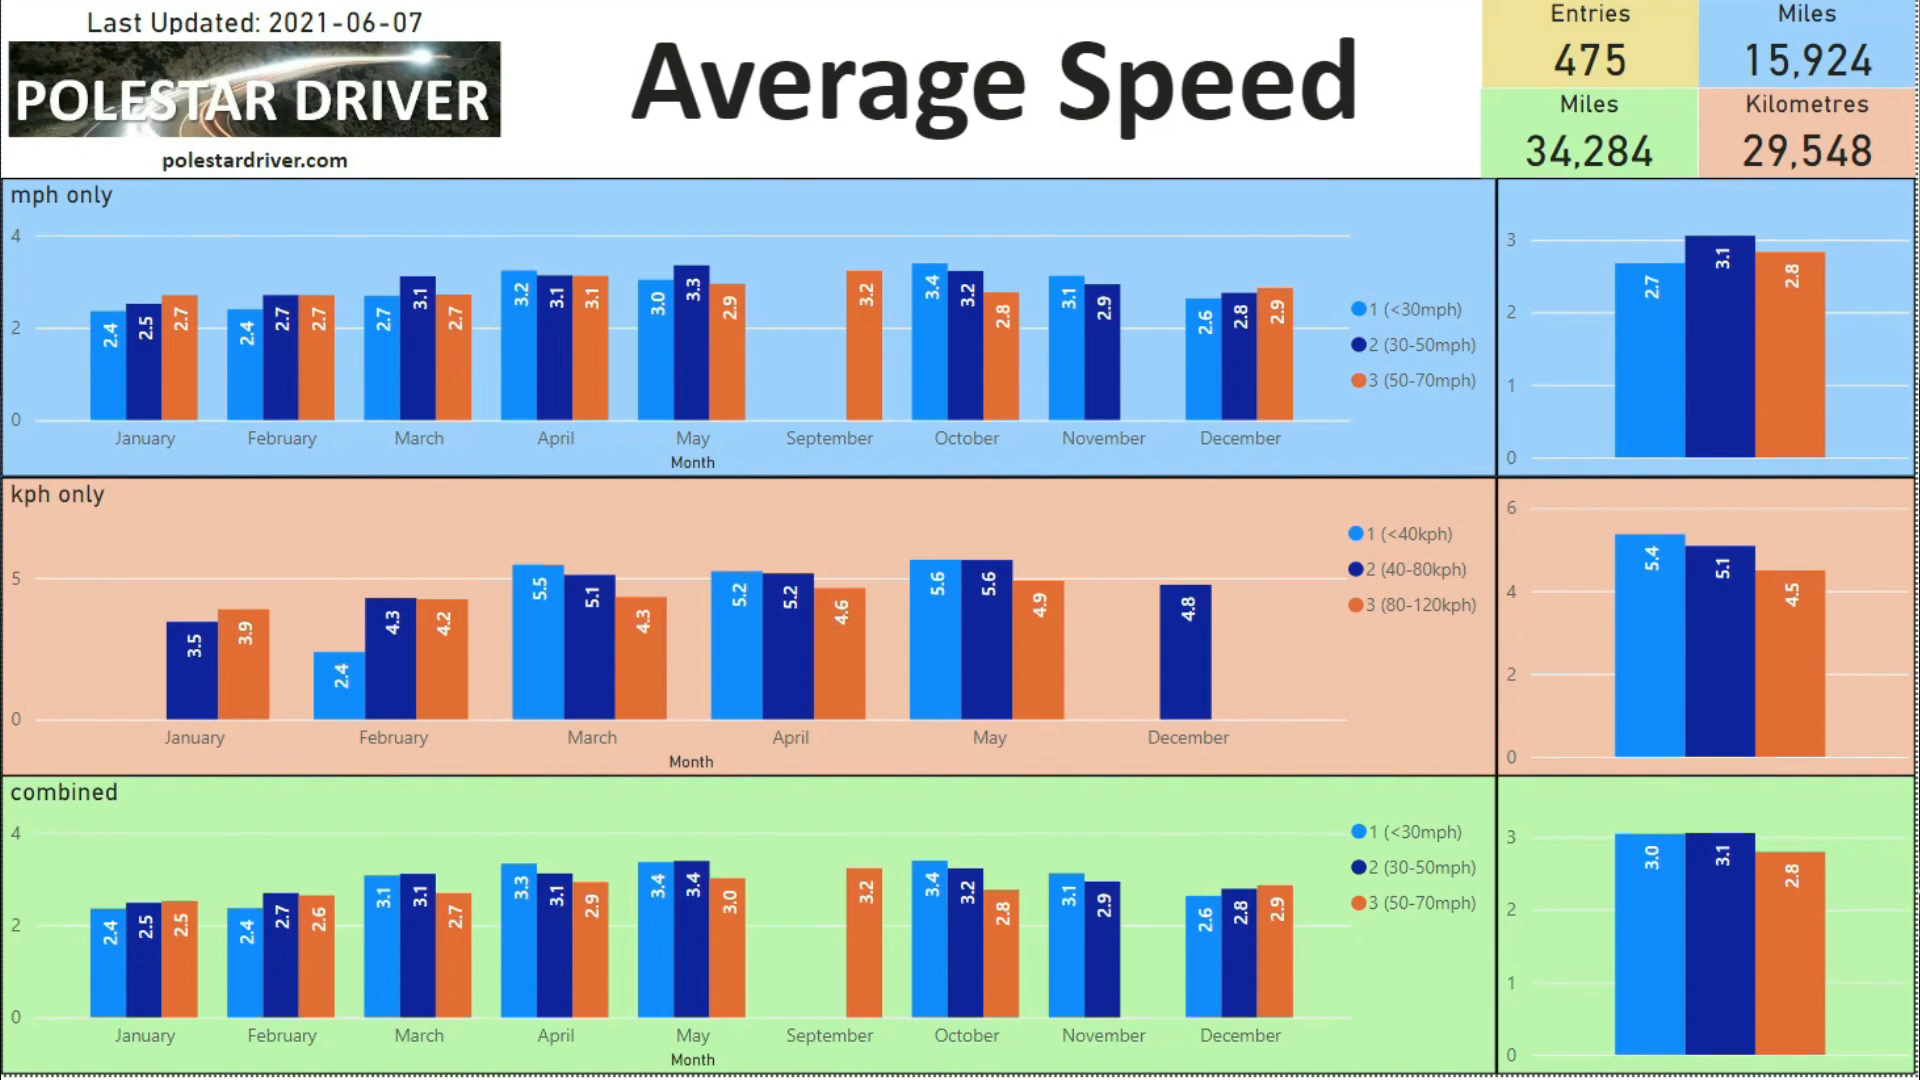 Last Updated: 2021-06-07
POLESTAR DRIVER
polestardriver.com
Average Speed
Entries
475
Miles
15,924
Miles
34,284
Kilometres
29,548
mph only
4
2
0
2.4 2.5 2.7
2.4 2.7 2.7
2.7 3.1 2.7
3.2 3.1 3.1
3.0 3.3 2.9
3.2
3.4 3.2 2.8
3.1 2.9
2.6 2.8 2.9
January February March April May September October November December
Month
1 (<30mph)
2 (30-50mph)
3 (50-70mph)
3
2
1
0
2.7 3.1 2.8
kph only
5
0
3.5 3.9
2.4 4.3 4.2
5.5 5.1 4.3
5.2 5.2 4.6
5.6 5.6 4.9
4.8
January February March April May December
Month
1 (<40kph)
2 (40-80kph)
3 (80-120kph)
6
4
2
0
5.4 5.1 4.5
combined
4
2
0
2.4 2.5 2.5
2.4 2.7 2.6
3.1 3.1 2.7
3.3 3.1 2.9
3.4 3.4 3.0
3.2
3.4 3.2 2.8
3.1 2.9
2.6 2.8 2.9
January February March April May September October November December
Month
1 (<30mph)
2 (30-50mph)
3 (50-70mph)
3
2
1
0
3.0 3.1 2.8